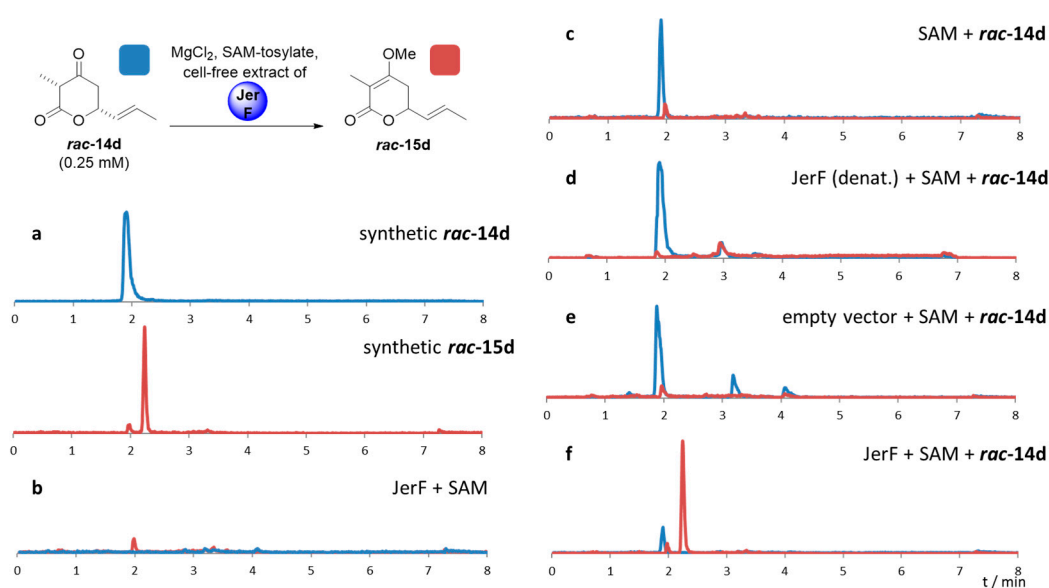 MgCl2, SAM-tosylate,
cell-free extract of
Jer
F
O
O
O
rac-14d
(0.25 mM)
OMe
O
O
rac-15d
a
synthetic rac-14d
0 1 2 3 4 5 6 7 8
synthetic rac-15d
0 1 2 3 4 5 6 7 8
b
JerF + SAM
0 1 2 3 4 5 6 7 8
c
SAM + rac-14d
0 1 2 3 4 5 6 7 8
d
JerF (denat.) + SAM + rac-14d
0 1 2 3 4 5 6 7 8
e
empty vector + SAM + rac-14d
0 1 2 3 4 5 6 7 8
f
JerF + SAM + rac-14d
0 1 2 3 4 5 6 7 8
t / min